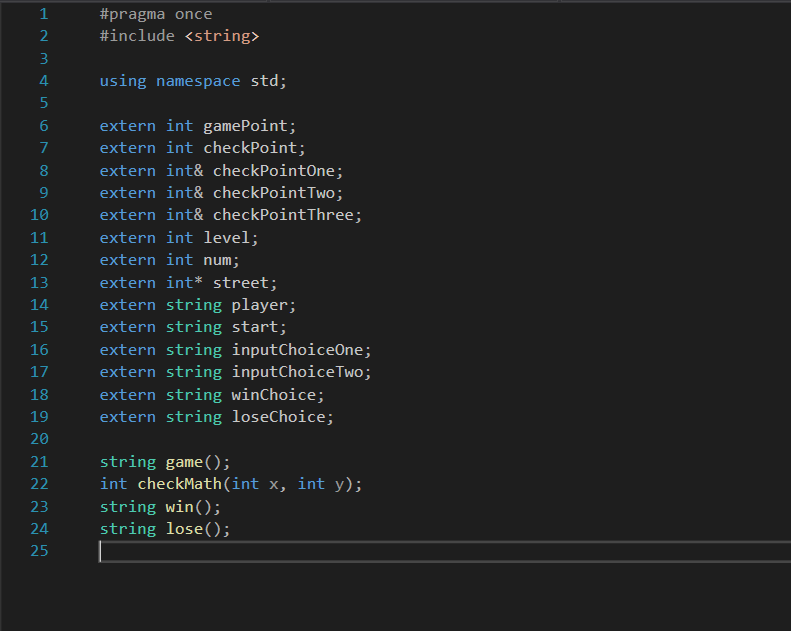 1 #pragma once
2 #include <string>
3
4 using namespace std;
5
6 extern int gamePoint;
7 extern int checkPoint;
8 extern int& checkPointOne;
9 extern int& checkPointTwo;
10 extern int& checkPointThree;
11 extern int level;
12 extern int num;
13 extern int* street;
14 extern string player;
15 extern string start;
16 extern string inputChoiceOne;
17 extern string inputChoiceTwo;
18 extern string winChoice;
19 extern string loseChoice;
20
21 string game();
22 int checkMath(int x, int y);
23 string win();
24 string lose();
25